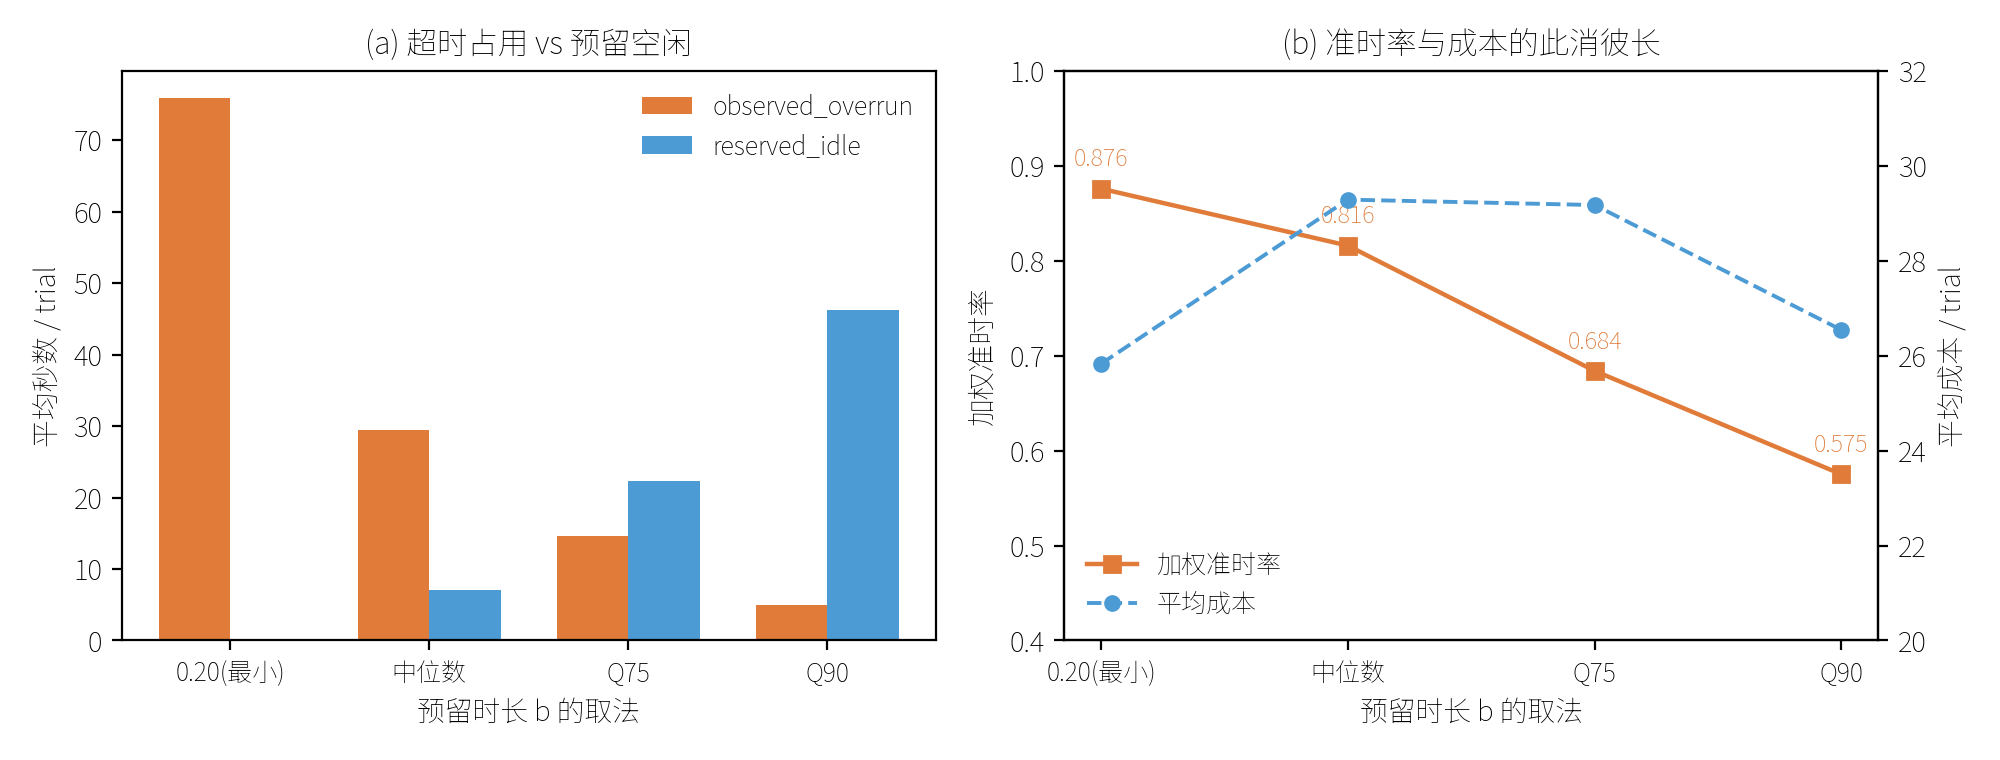 (a) 超时占用 vs 预留空闲
平均秒数 / trial
70
60
50
40
30
20
10
0
observed_overrun
reserved_idle
0.20(最小)
中位数
Q75
Q90
预留时长 b 的取法
(b) 准时率与成本的此消彼长
加权准时率
1.0
0.9
0.8
0.7
0.6
0.5
0.4
0.876
0.816
0.684
0.575
加权准时率
平均成本
32
30
28
26
24
22
20
平均成本 / trial
0.20(最小)
中位数
Q75
Q90
预留时长 b 的取法